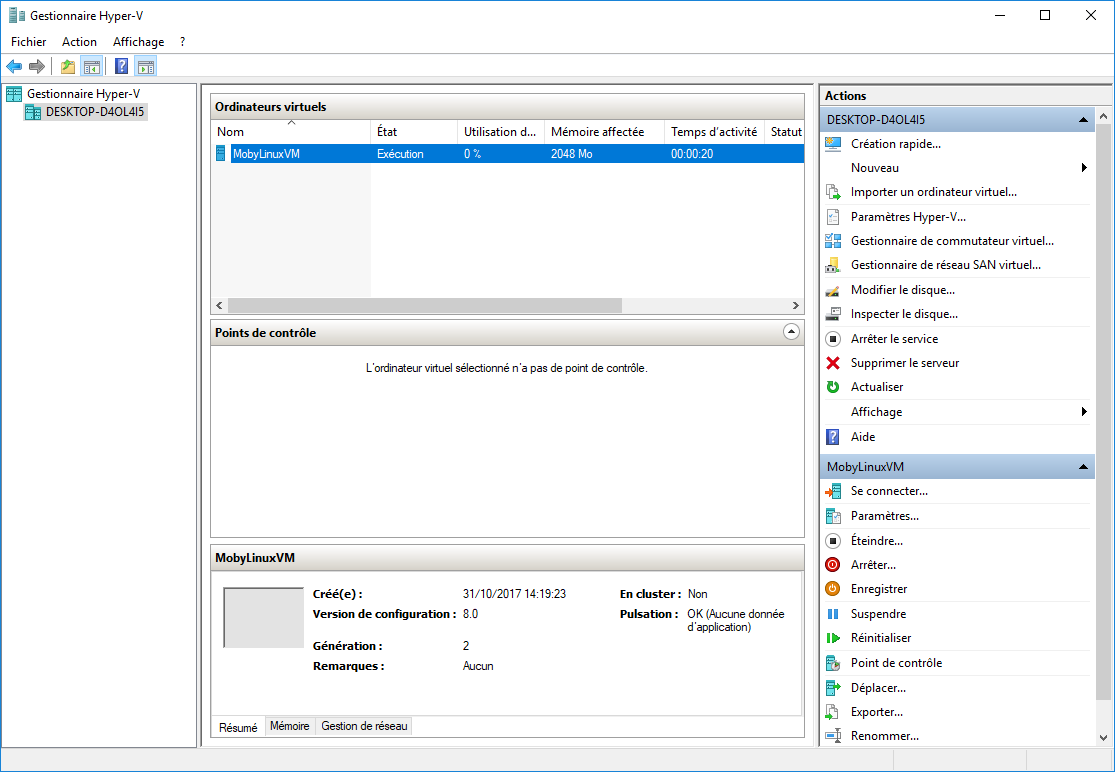 Gestionnaire Hyper-V
Fichier Action Affichage ?
Gestionnaire Hyper-V
DESKTOP-D4OL4I5
Ordinateurs virtuels
Nom État Utilisation d... Mémoire affectée Temps d'activité Statut
MobyLinuxVM Exécution 0 % 2048 Mo 00:00:20
Points de contrôle
L'ordinateur virtuel sélectionné n'a pas de point de contrôle.
MobyLinuxVM
Créé(e) : 31/10/2017 14:19:23 En cluster : Non
Version de configuration : 8.0 Pulsation : OK (Aucune donnée
d'application)
Génération : 2
Remarques : Aucun
Résumé Mémoire Gestion de réseau
Actions
DESKTOP-D4OL4I5
Création rapide...
Nouveau
Importer un ordinateur virtuel...
Paramètres Hyper-V...
Gestionnaire de commutateur virtuel...
Gestionnaire de réseau SAN virtuel...
Modifier le disque...
Inspecter le disque...
Arrêter le service
Supprimer le serveur
Actualiser
Affichage
Aide
MobyLinuxVM
Se connecter...
Paramètres...
Éteindre...
Arrêter...
Enregistrer
Suspendre
Réinitialiser
Point de contrôle
Déplacer...
Exporter...
Renommer...